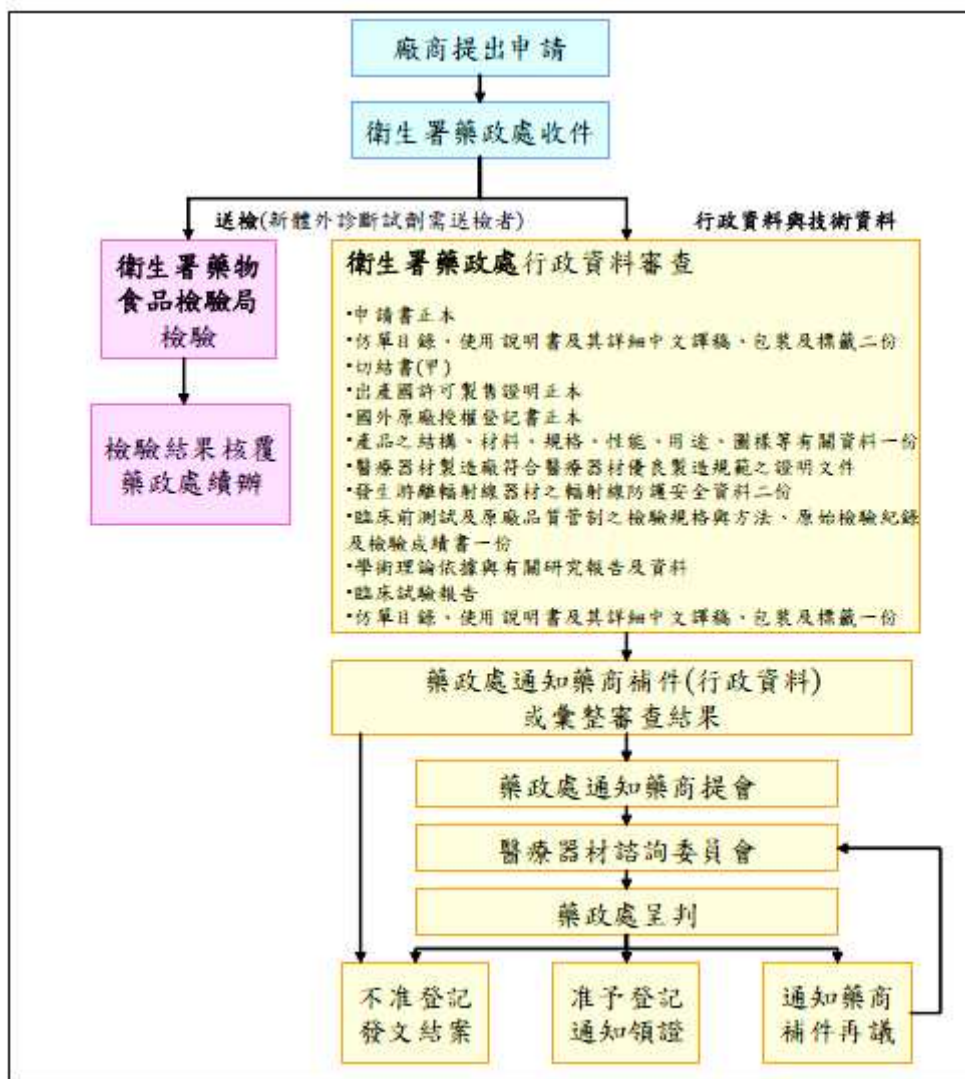 廠商提出申請
衛生署藥政處收件
送檢(新體外診斷試劑需送檢者)
行政資料與技術資料
衛生署藥物
食品檢驗局
檢驗
檢驗結果核覆
藥政處續辦
衛生署藥政處行政資料審查
•申請書正本
•仿單目錄、使用說明書及其詳細中文譯稿、包裝及標籤二份
•切結書(甲)
•出產國許可製售證明正本
•國外原廠授權登記書正本
•產品之結構、材料、規格、性能、用途、圖樣等有關資料一份
•醫療器材製造廠符合醫療器材優良製造規範之證明文件
•發生游離輻射線器材之輻射線防護安全資料二份
•臨床前測試及原廠品質管制之檢驗規格與方法、原始檢驗紀錄
及檢驗成績書一份
•學術理論依據與有關研究報告及資料
•臨床試驗報告
•仿單目錄、使用說明書及其詳細中文譯稿、包裝及標籤一份
藥政處通知藥商補件(行政資料)
或彙整審查結果
藥政處通知藥商提會
醫療器材諮詢委員會
藥政處呈判
不准登記
發文結案
准予登記
通知領證
通知藥商
補件再議